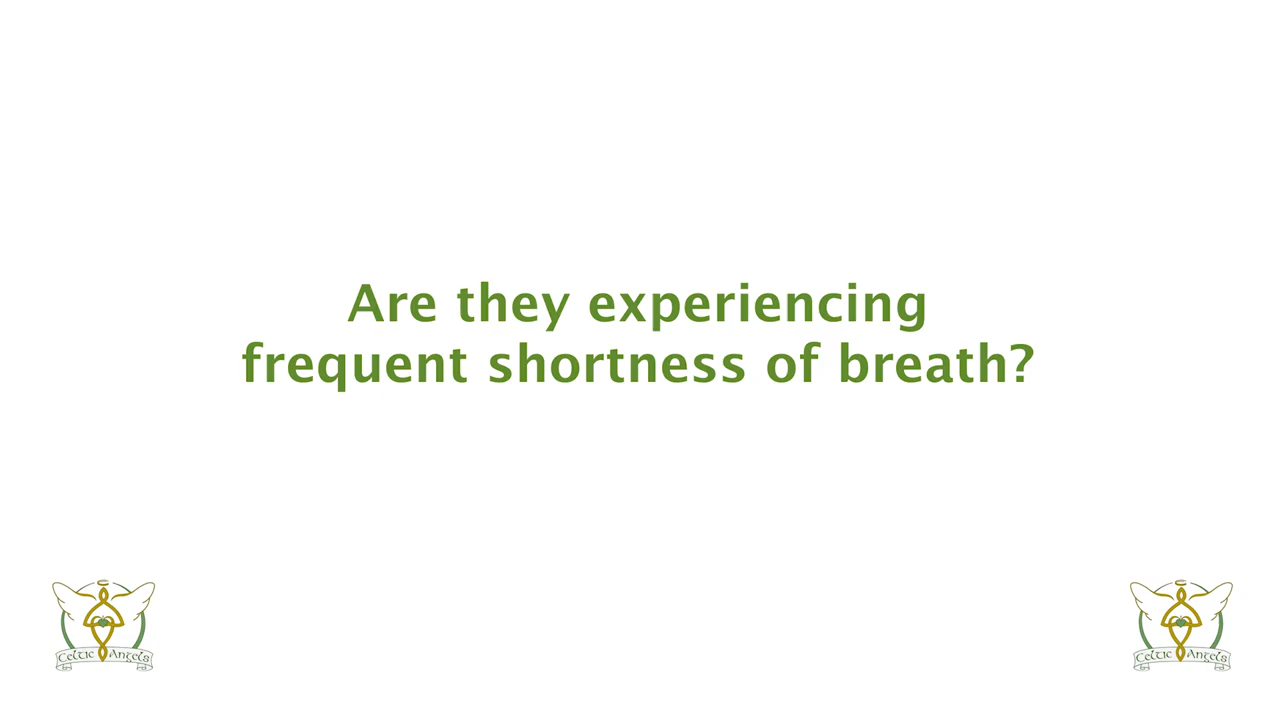 Are they experiencing
frequent shortness of breath?
Celtic Angels
Celtic Angels